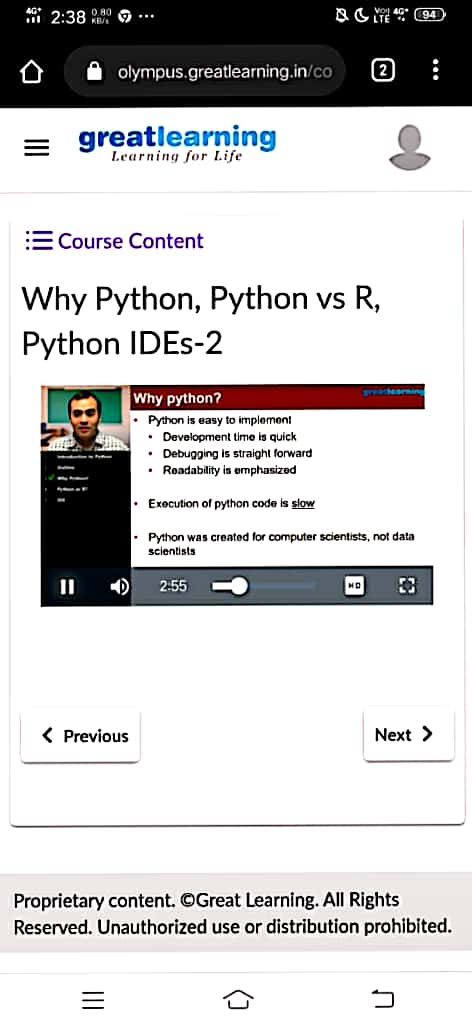 4G+ 2:38 0.80 KB/s ... Vo) LTE 4G+ 94
olympus.greatlearning.in/co 2
greatlearning
Learning for Life
Course Content
Why Python, Python vs R,
Python IDEs-2
Why python? greatlearning
• Python is easy to implement
• Development time is quick
• Debugging is straight forward
• Readability is emphasized
Introduction to Python
Outline
Why Python?
Python or R?
IDE
• Execution of python code is slow
• Python was created for computer scientists, not data
scientists
2:55 HD
Previous Next
Proprietary content. ©Great Learning. All Rights
Reserved. Unauthorized use or distribution prohibited.